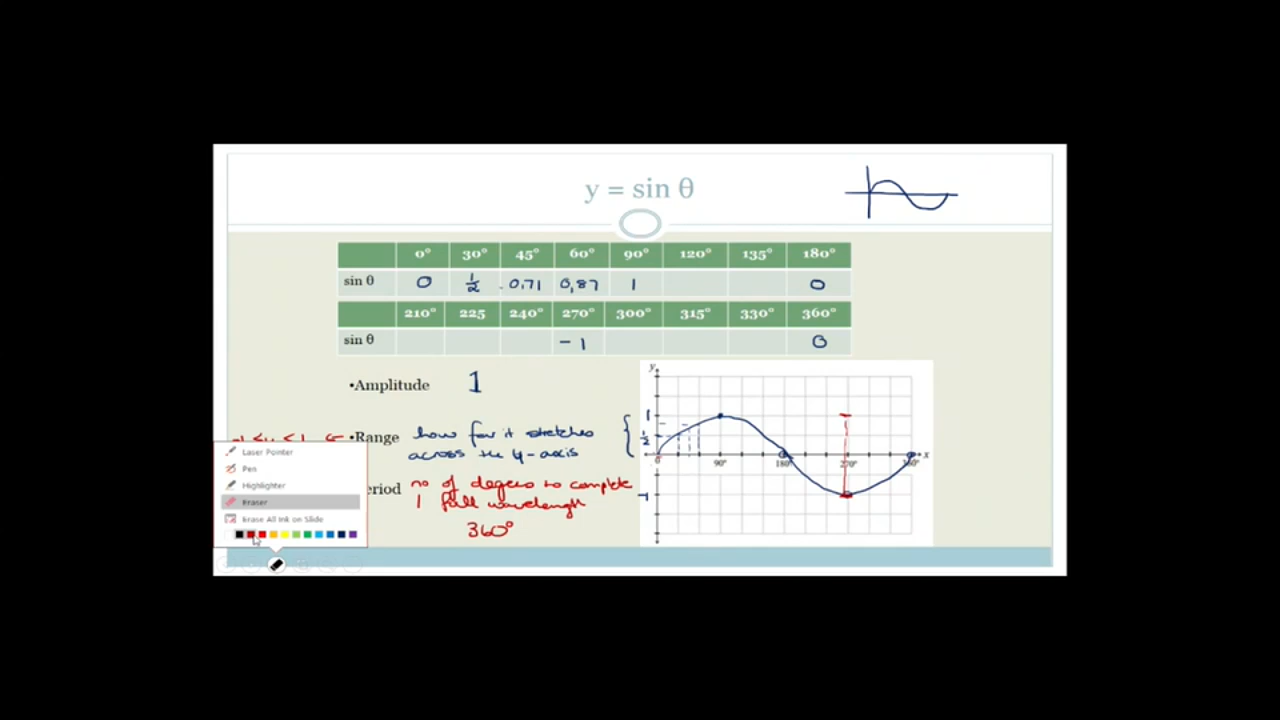 y = sin θ
0° 30° 45° 60° 90° 120° 135° 180°
sin θ 0 1/2 0,71 0,87 1 0
210° 225 240° 270° 300° 315° 330° 360°
sin θ -1 0
•Amplitude 1
•Range how far it stretches
across the y-axis
eriod no of degrees to complete
1 full wavelength
360°
Laser Pointer
Pen
Highlighter
Eraser
Erase All Ink on Slide
y
1
1/2
0 90° 180° 270° 360° x
-1